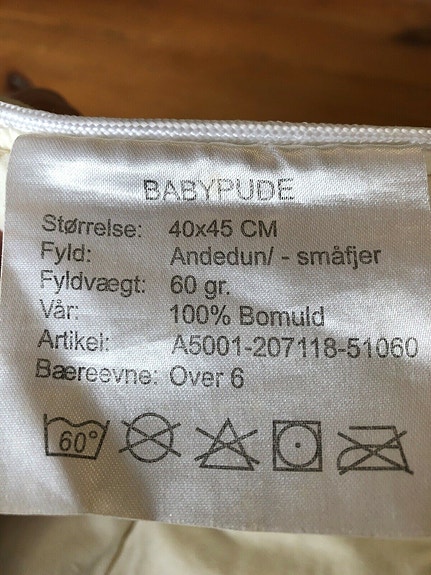 BABYPUDE
Størrelse: 40x45 CM
Fyld: Andedun/ - småfjer
Fyldvægt: 60 gr.
Vår: 100% Bomuld
Artikel: A5001-207118-51060
Bæreevne: Over 6
60°